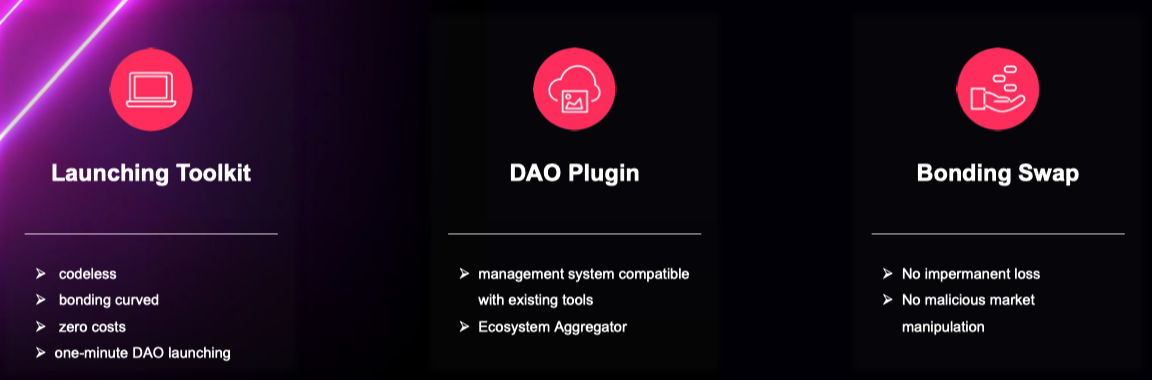 Launching Toolkit
➢ codeless
➢ bonding curved
➢ zero costs
➢ one-minute DAO launching
DAO Plugin
➢ management system compatible
with existing tools
➢ Ecosystem Aggregator
Bonding Swap
➢ No impermanent loss
➢ No malicious market
manipulation